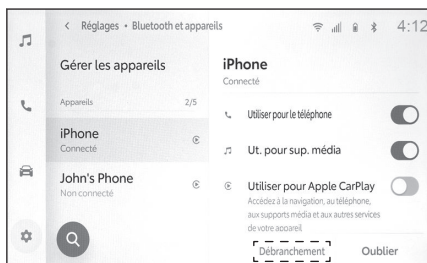 < Réglages • Bluetooth et appareils
4:12
Gérer les appareils
Appareils 2/5
iPhone
Connecté
John's Phone
Non connecté
iPhone
Connecté
Utiliser pour le téléphone
Ut. pour sup. média
Utiliser pour Apple CarPlay
Accédez à la navigation, au téléphone,
aux supports média et aux autres services
de votre appareil
Débranchement
Oublier